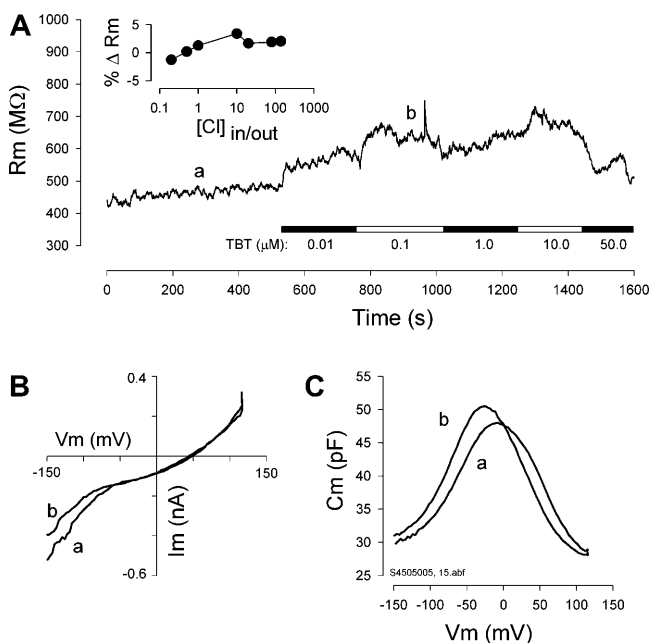 A
1000
900
800
700
600
500
400
300
Rm (MΩ)
5
0
-5
% Δ Rm
0.1 1 10 100 1000
[Cl] in/out
a
b
TBT (μM): 0.01 0.1 1.0 10.0 50.0
0 200 400 600 800 1000 1200 1400 1600
Time (s)
B
0.4
Vm (mV)
-150 150
b
a
Im (nA)
-0.6
C
55
50
45
40
35
30
25
Cm (pF)
b
a
S4505005, 15.abf
-150 -100 -50 0 50 100 150
Vm (mV)